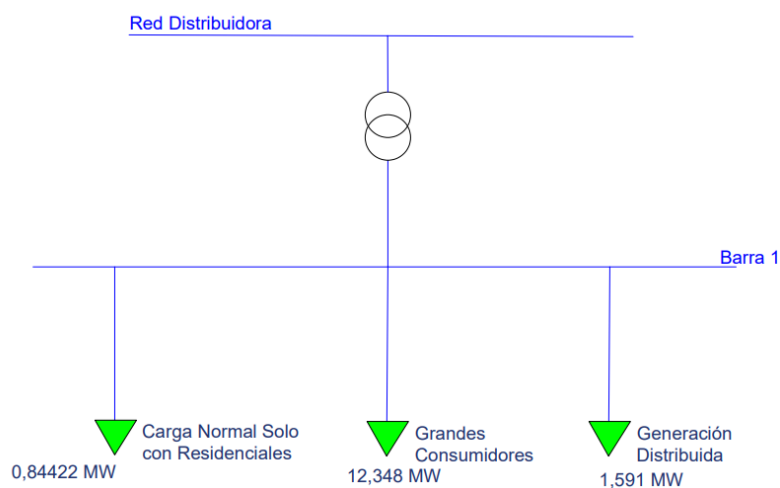 Red Distribuidora
Barra 1
Carga Normal Solo
con Residenciales
0,84422 MW
Grandes
Consumidores
12,348 MW
Generación
Distribuida
1,591 MW